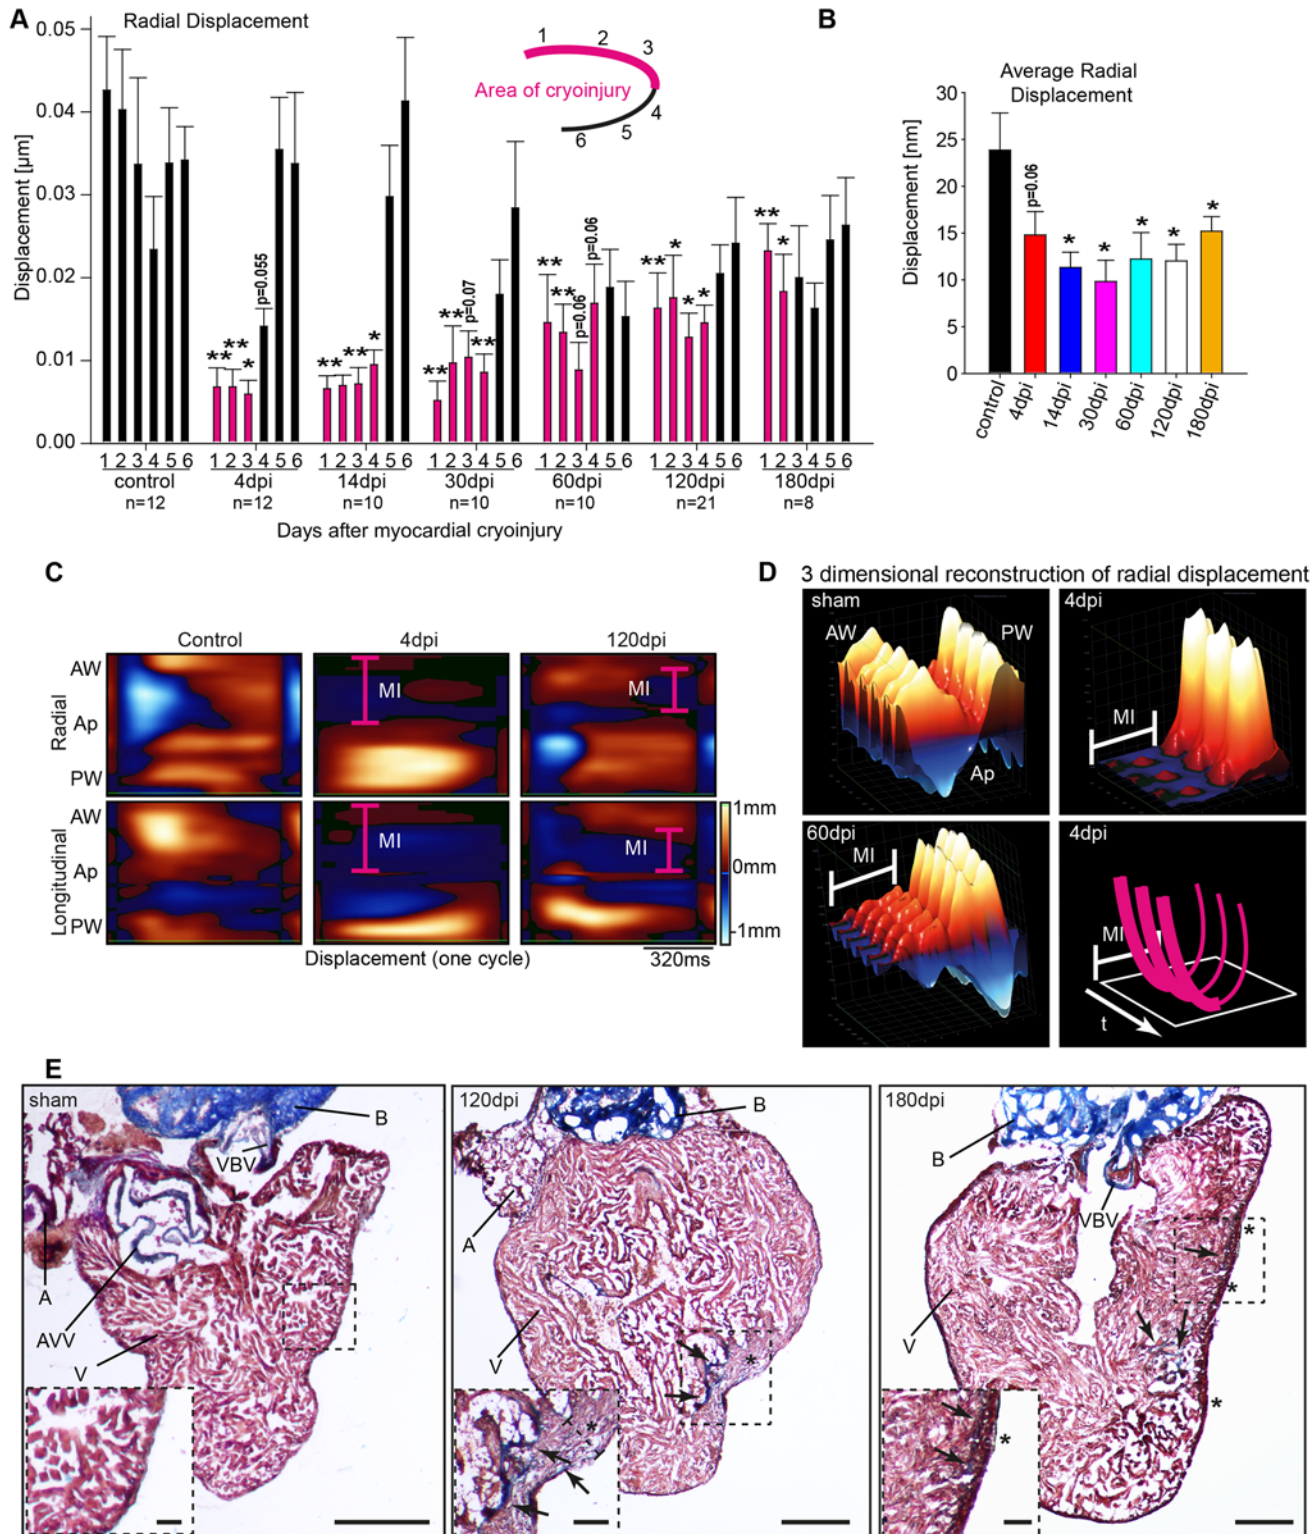 A
Radial Displacement
0.05
0.04
0.03
0.02
0.01
0.00
Displacement [µm]
1 2 3 4 5 6
Area of cryoinjury
** ** * p=0.055
** ** ** *
** ** p=0.07 **
** ** p=0.06 p=0.06
** * * *
** *
1 2 3 4 5 6 1 2 3 4 5 6 1 2 3 4 5 6 1 2 3 4 5 6 1 2 3 4 5 6 1 2 3 4 5 6 1 2 3 4 5 6
control 4dpi 14dpi 30dpi 60dpi 120dpi 180dpi
n=12 n=12 n=10 n=10 n=10 n=21 n=8
Days after myocardial cryoinjury
B
Average Radial
Displacement
30
25
20
15
10
5
0
Displacement [nm]
p=0.06 * * * * *
control 4dpi 14dpi 30dpi 60dpi 120dpi 180dpi
C
Control 4dpi 120dpi
Radial
AW
Ap
PW
MI MI
Longitudinal
AW
Ap
PW
MI MI
1mm
0mm
-1mm
Displacement (one cycle) 320ms
D
3 dimensional reconstruction of radial displacement
sham
AW PW
Ap
4dpi
MI
60dpi
MI
4dpi
MI
t
E
sham
B
VBV
A
AVV
V
120dpi
B
A
V
*
*
180dpi
B
VBV
V
*
*
*
*